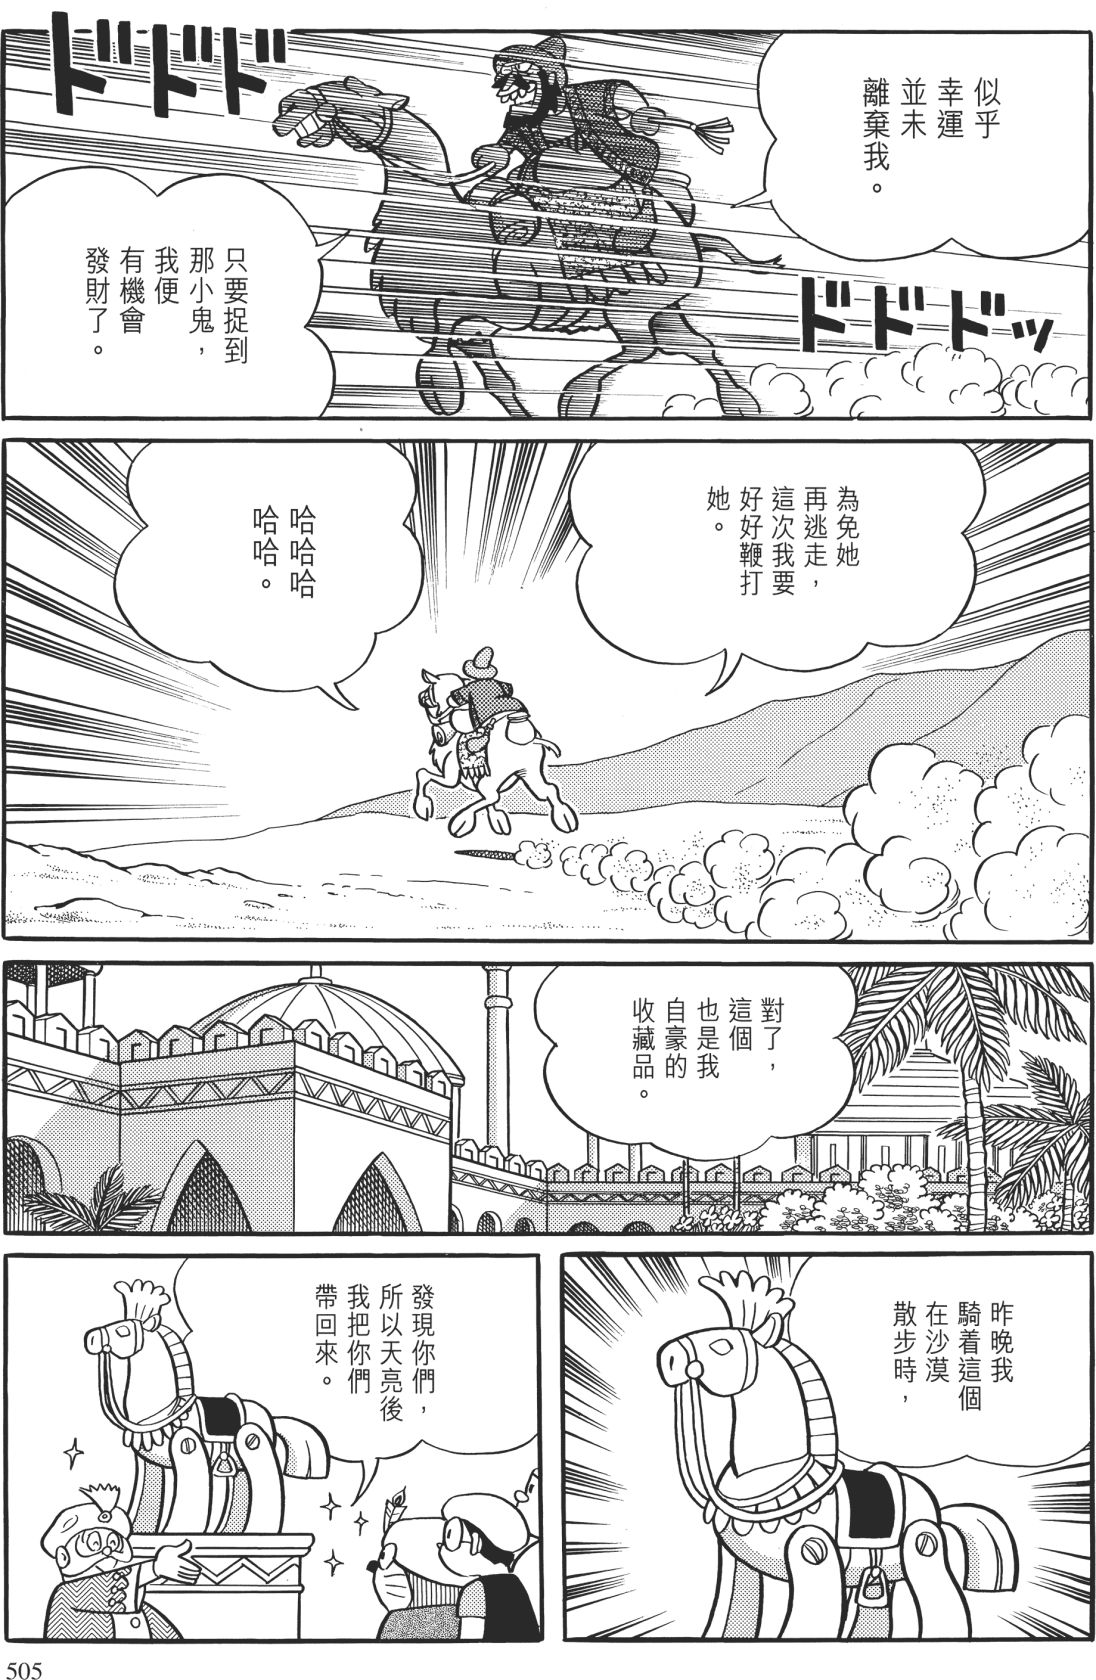 ドドド
似乎
幸運
並未
離棄我。
只要捉到
那小鬼，
我便
有機會
發財了。
ドドドッ
為免她
再逃走，
這次我要
好好鞭打
她。
哈哈哈
哈哈。
對了，
這個
也是我
自豪的
收藏品。
昨晚我
騎着這個
在沙漠
散步時，
發現你們，
所以天亮後
我把你們
帶回來。
505